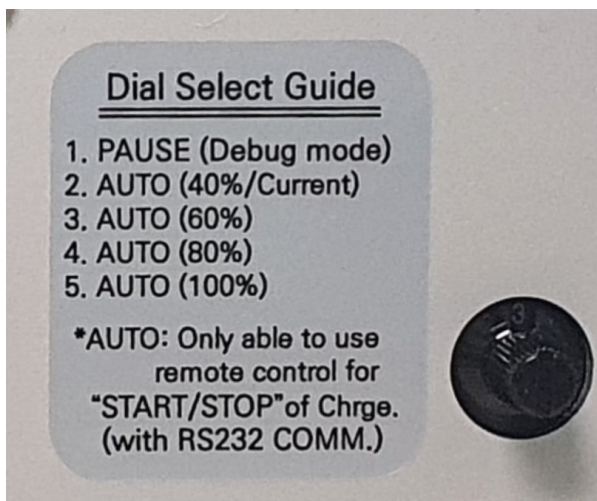 Dial Select Guide
1. PAUSE (Debug mode)
2. AUTO (40%/Current)
3. AUTO (60%)
4. AUTO (80%)
5. AUTO (100%)
*AUTO: Only able to use
remote control for
"START/STOP"of Chrge.
(with RS232 COMM.)
3